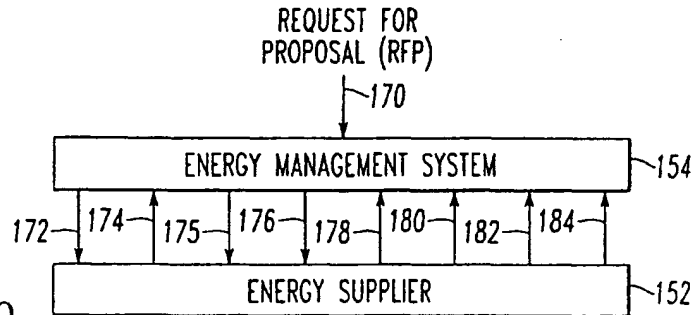 REQUEST FOR
PROPOSAL (RFP)
170
ENERGY MANAGEMENT SYSTEM
154
172
174
175
176
178
180
182
184
ENERGY SUPPLIER
152